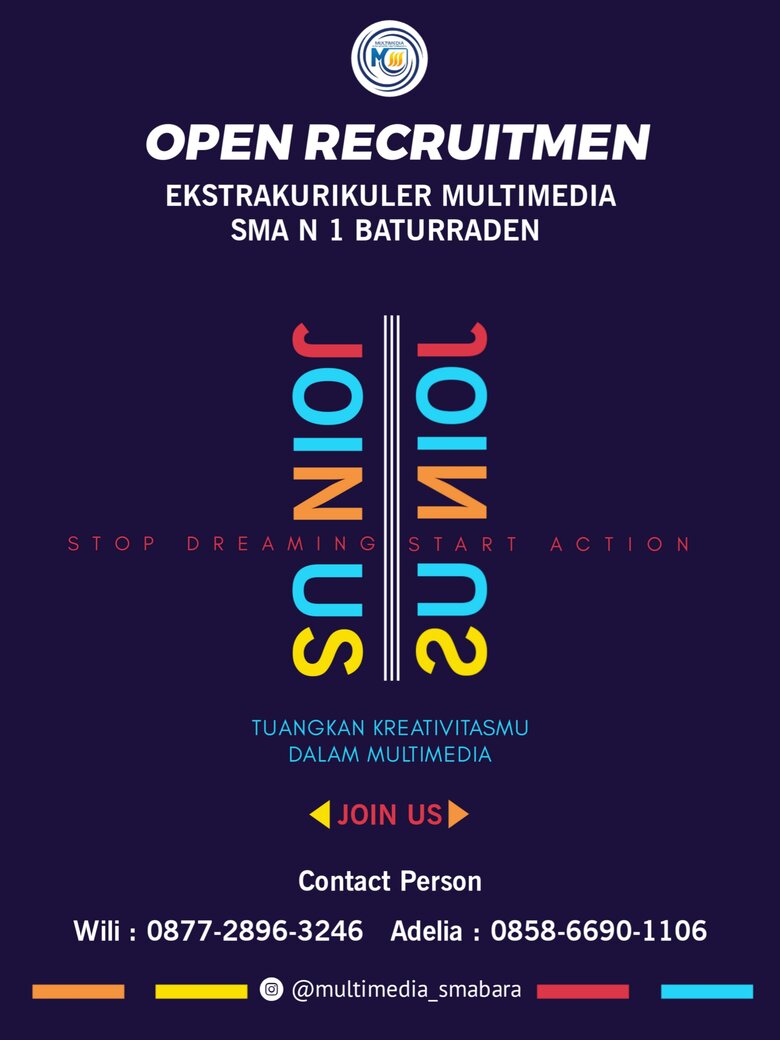 MULTIMEDIA
OPEN RECRUITMEN
EKSTRAKURIKULER MULTIMEDIA
SMA N 1 BATURRADEN
JOIN US
JOIN US
STOP DREAMING START ACTION
TUANGKAN KREATIVITASMU
DALAM MULTIMEDIA
JOIN US
Contact Person
Wili : 0877-2896-3246 Adelia : 0858-6690-1106
@multimedia_smabara